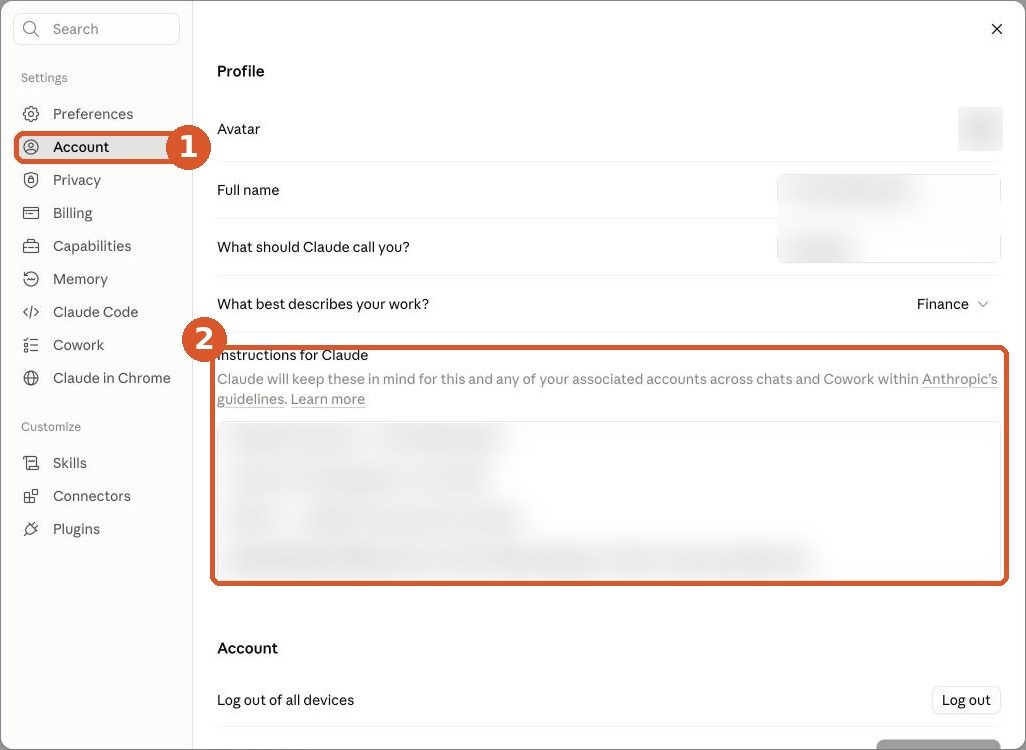 Search
Settings
Preferences
Account
1
Privacy
Billing
Capabilities
Memory
Claude Code
Cowork
Claude in Chrome
Customize
Skills
Connectors
Plugins
Profile
Avatar
Full name
What should Claude call you?
What best describes your work?
Finance
2
Instructions for Claude
Claude will keep these in mind for this and any of your associated accounts across chats and Cowork within Anthropic's
guidelines. Learn more
Account
Log out of all devices
Log out